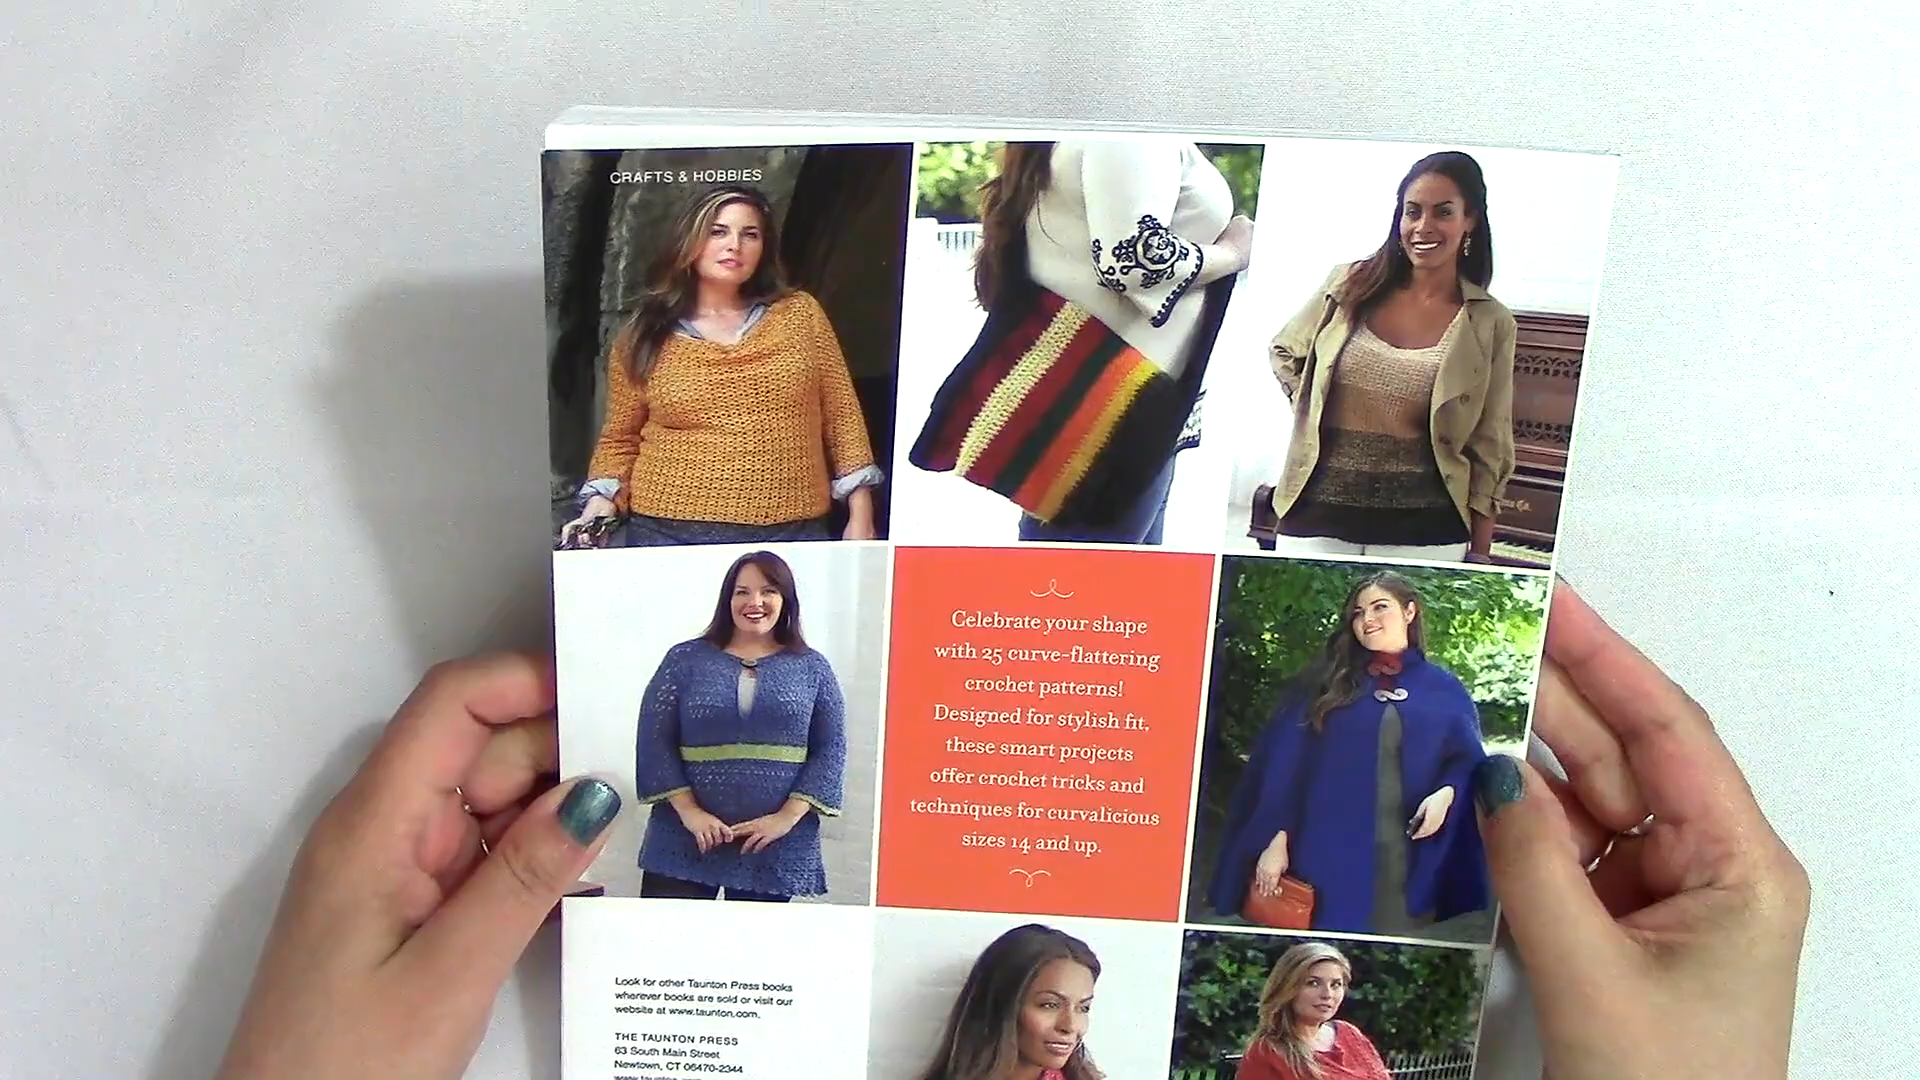 CRAFTS & HOBBIES
Celebrate your shape
with 25 curve-flattering
crochet patterns!
Designed for stylish fit,
these smart projects
offer crochet tricks and
techniques for curvalicious
sizes 14 and up.
Look for other Taunton Press books
wherever books are sold or visit our
website at www.taunton.com.
THE TAUNTON PRESS
63 South Main Street
Newtown, CT 06470-2344